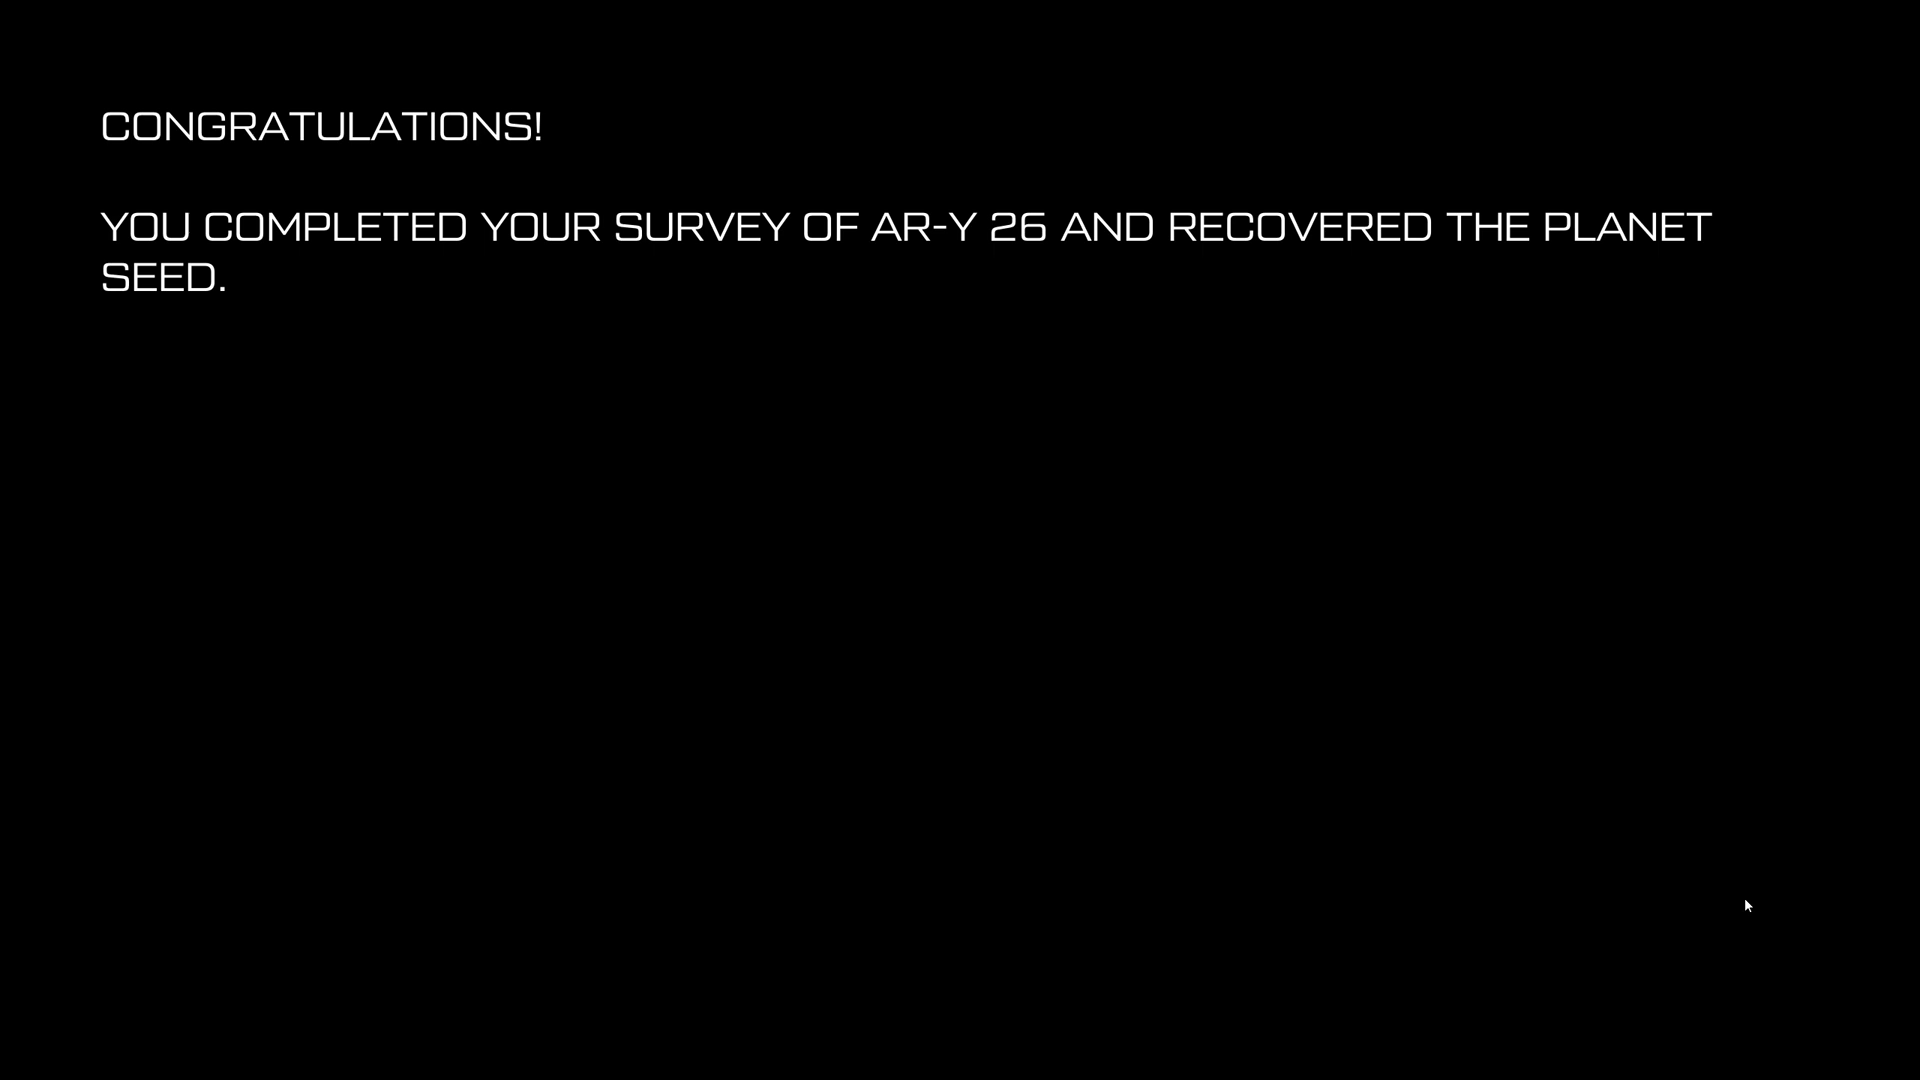 CONGRATULATIONS!
YOU COMPLETED YOUR SURVEY OF AR-Y 26 AND RECOVERED THE PLANET
SEED.